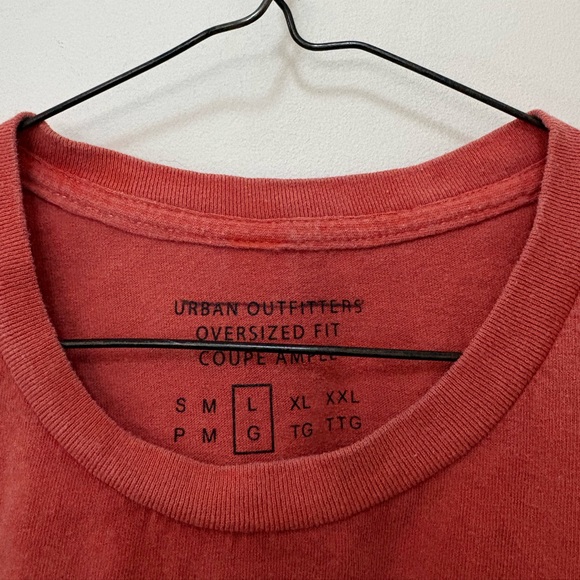 URBAN OUTFITTERS
OVERSIZED FIT
COUPE AMPLE
S M L XL XXL
P M G TG TTG